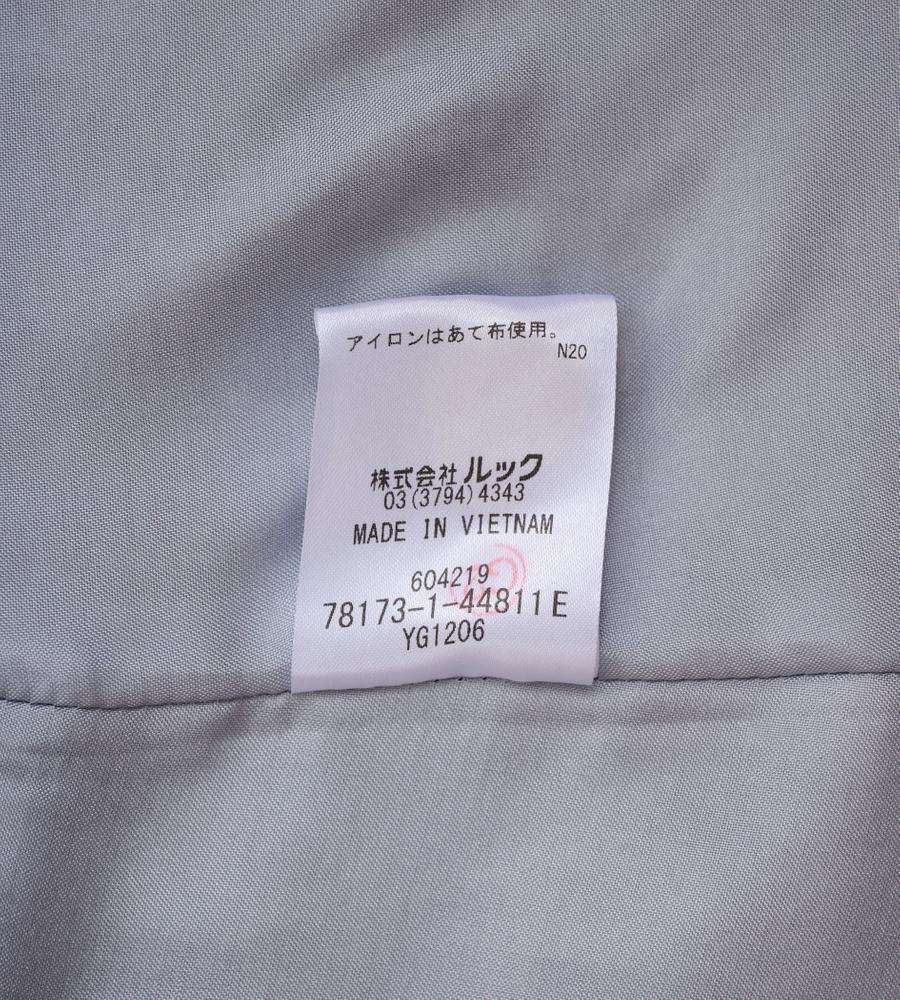 アイロンはあて布使用。
N20
株式会社 ルック
03(3794)4343
MADE IN VIETNAM
604219
78173-1-44811E
YG1206